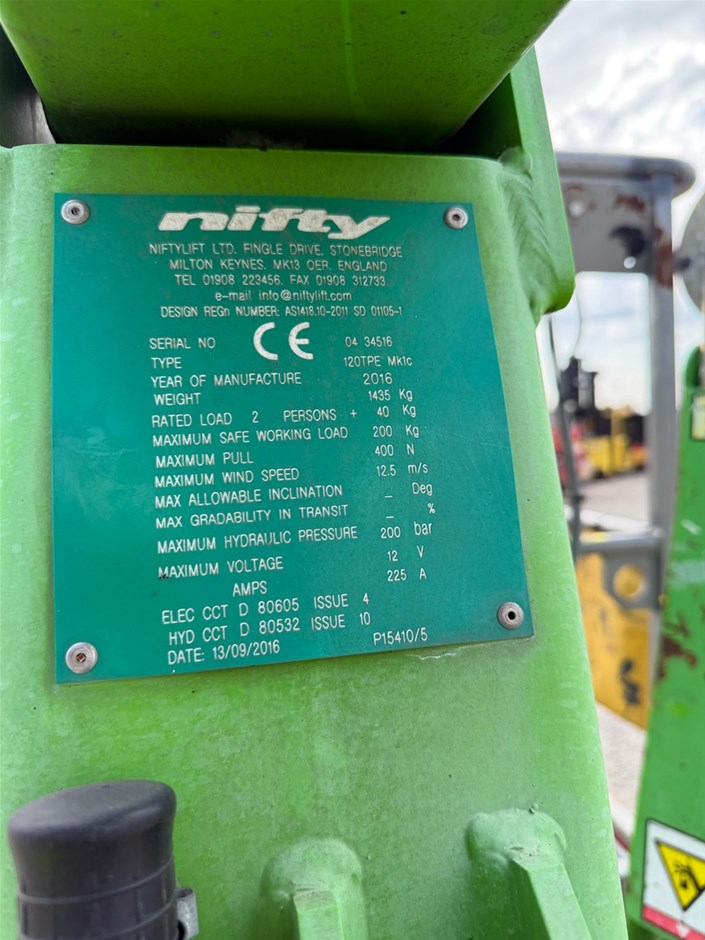 nifty
NIFTYLIFT LTD. FINGLE DRIVE, STONEBRIDGE
MILTON KEYNES. MK13 OER. ENGLAND
TEL 01908 223456. FAX 01908 312733
e-mail info@niftylift.com
DESIGN REGn NUMBER: AS1418.10-2011 SD 01105-1
CE
SERIAL NO 04 34516
TYPE 120TPE Mk1c
YEAR OF MANUFACTURE 2016
WEIGHT 1435 Kg
RATED LOAD 2 PERSONS + 40 Kg
MAXIMUM SAFE WORKING LOAD 200 Kg
MAXIMUM PULL 400 N
MAXIMUM WIND SPEED 12.5 m/s
MAX ALLOWABLE INCLINATION – Deg
MAX GRADABILITY IN TRANSIT – %
MAXIMUM HYDRAULIC PRESSURE 200 bar
MAXIMUM VOLTAGE 12 V
AMPS 225 A
ELEC CCT D 80605 ISSUE 4
HYD CCT D 80532 ISSUE 10
DATE: 13/09/2016 P15410/5